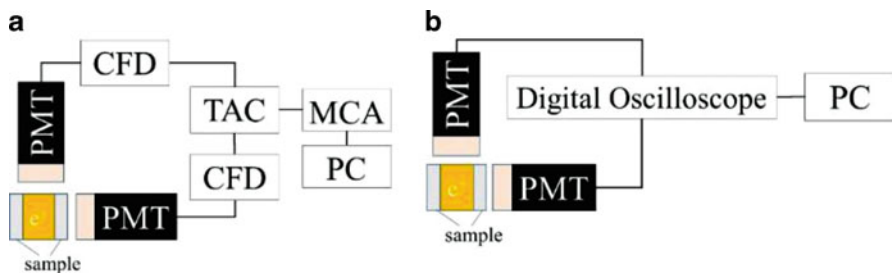 a
CFD
PMT
TAC
MCA
CFD
PC
PMT
sample
b
PMT
Digital Oscilloscope
PC
PMT
sample